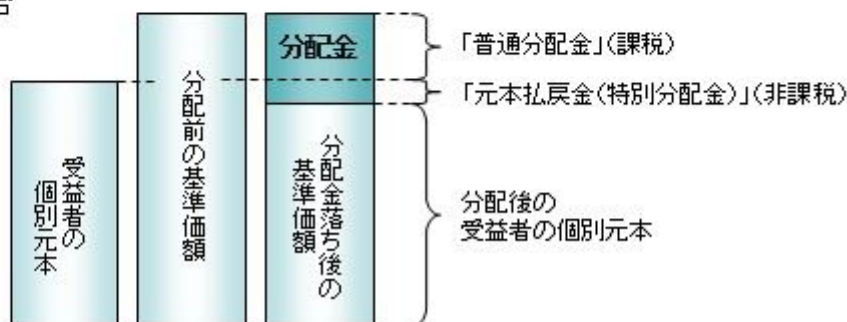 受益者の
個別元本
分配前の基準価額
分配金
分配金落ち後の
基準価額
「普通分配金」(課税)
「元本払戻金(特別分配金)」(非課税)
分配後の
受益者の個別元本